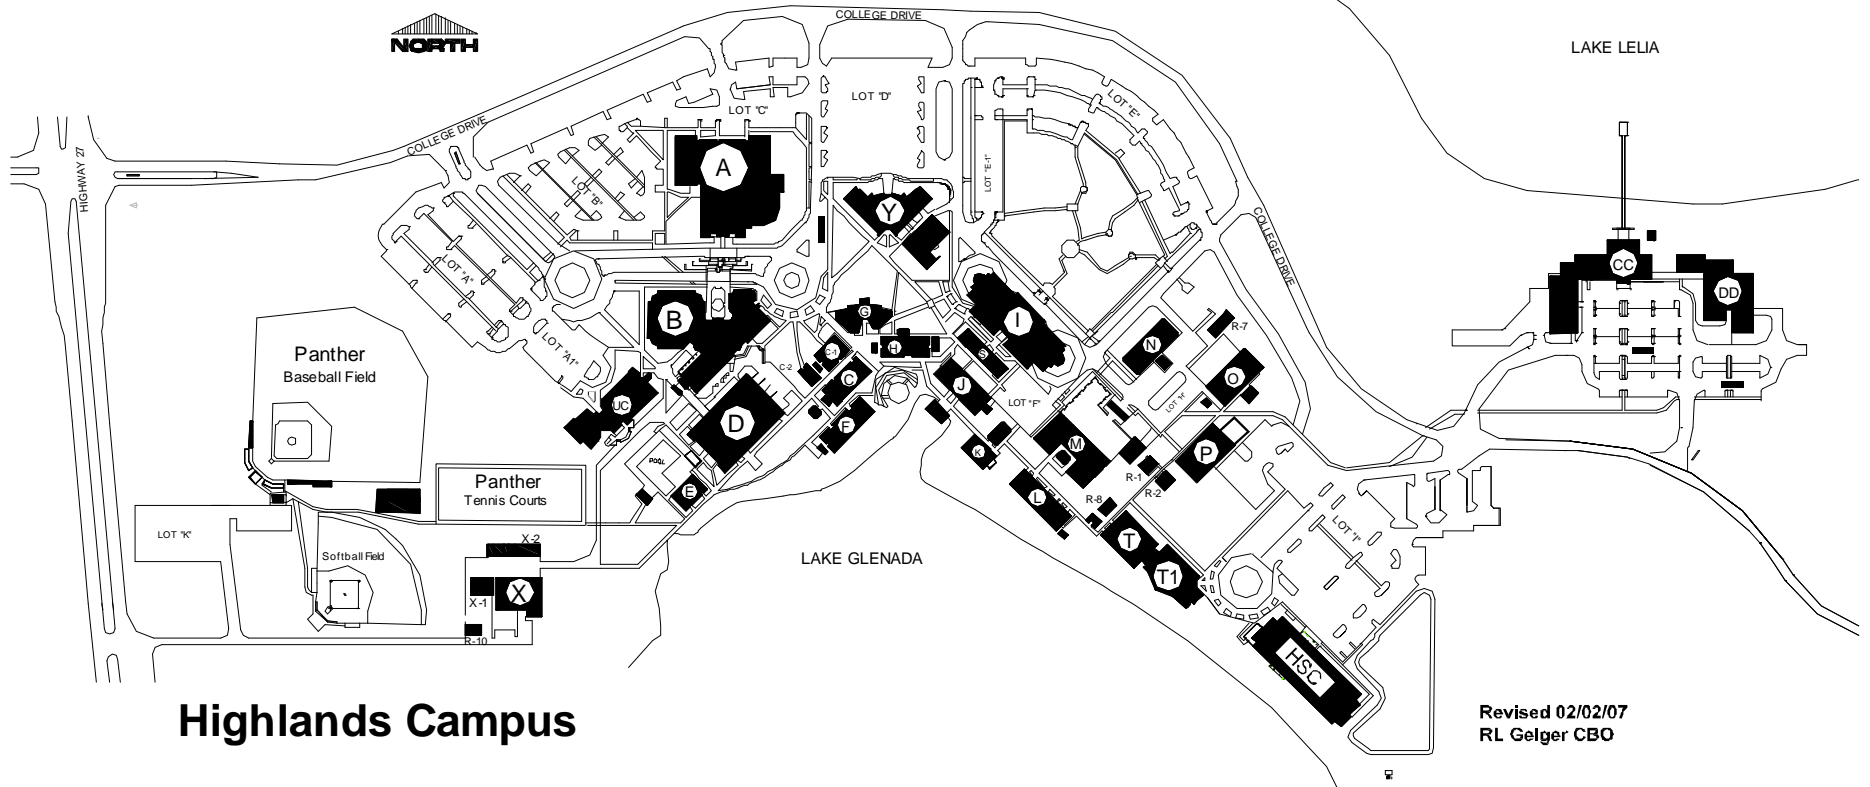 COLLEGE DRIVE
NORTH
LAKE LELIA
LOT "C"
LOT "D"
LOT "E"
COLLEGE DRIVE
HIGHWAY 27
A
LOT "E-1"
LOT "B"
Y
COLLEGE DRIVE
LOT "A"
CC
DD
B
G
I
R-7
LOT "A1"
H
C-1
S
N
Panther
Baseball Field
C-2
C
J
O
UC
LOT "F"
LOT "H"
D
F
M
K
P
POOL
Panther
Tennis Courts
E
L
R-1
R-2
R-8
LOT "K"
LOT "I"
X-2
T
Softball Field
LAKE GLENADA
T1
X
X-1
R-10
HSC
Highlands Campus
Revised 02/02/07
RL Gelger CBO